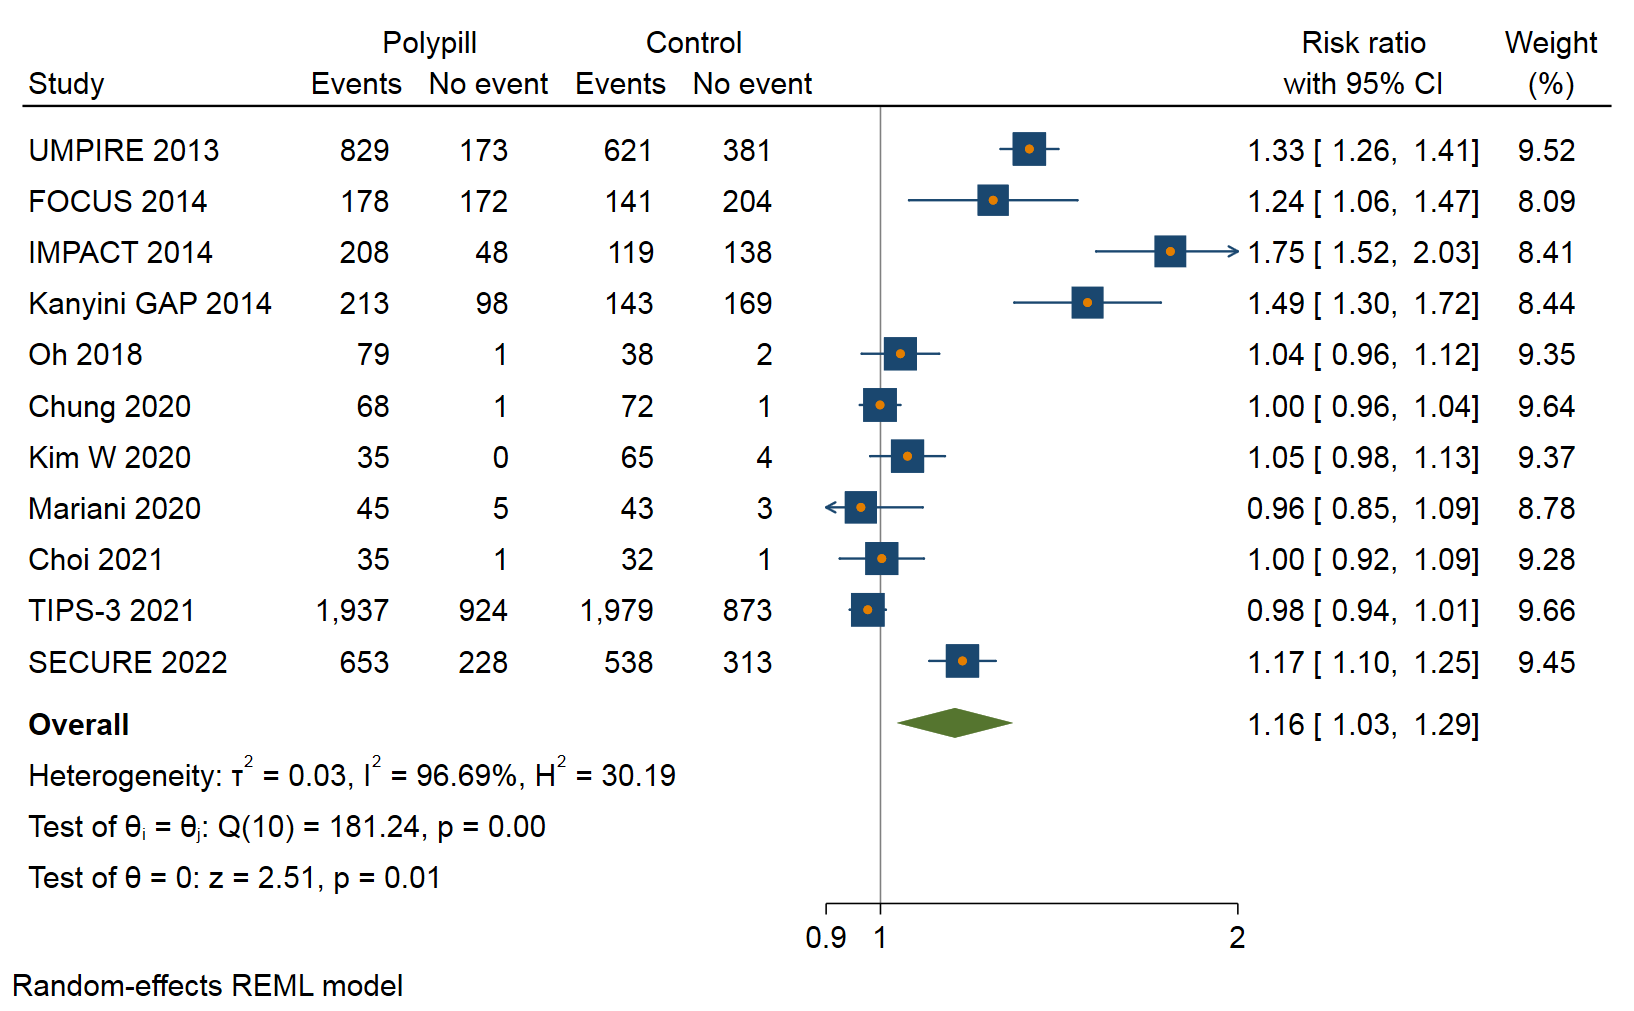 Polypill Control Risk ratio Weight
Study Events No event Events No event with 95% CI (%)
UMPIRE 2013 829 173 621 381 1.33 [ 1.26, 1.41] 9.52
FOCUS 2014 178 172 141 204 1.24 [ 1.06, 1.47] 8.09
IMPACT 2014 208 48 119 138 1.75 [ 1.52, 2.03] 8.41
Kanyini GAP 2014 213 98 143 169 1.49 [ 1.30, 1.72] 8.44
Oh 2018 79 1 38 2 1.04 [ 0.96, 1.12] 9.35
Chung 2020 68 1 72 1 1.00 [ 0.96, 1.04] 9.64
Kim W 2020 35 0 65 4 1.05 [ 0.98, 1.13] 9.37
Mariani 2020 45 5 43 3 0.96 [ 0.85, 1.09] 8.78
Choi 2021 35 1 32 1 1.00 [ 0.92, 1.09] 9.28
TIPS-3 2021 1,937 924 1,979 873 0.98 [ 0.94, 1.01] 9.66
SECURE 2022 653 228 538 313 1.17 [ 1.10, 1.25] 9.45
Overall 1.16 [ 1.03, 1.29]
Heterogeneity: τ² = 0.03, I² = 96.69%, H² = 30.19
Test of θᵢ = θⱼ: Q(10) = 181.24, p = 0.00
Test of θ = 0: z = 2.51, p = 0.01
0.9 1 2
Random-effects REML model